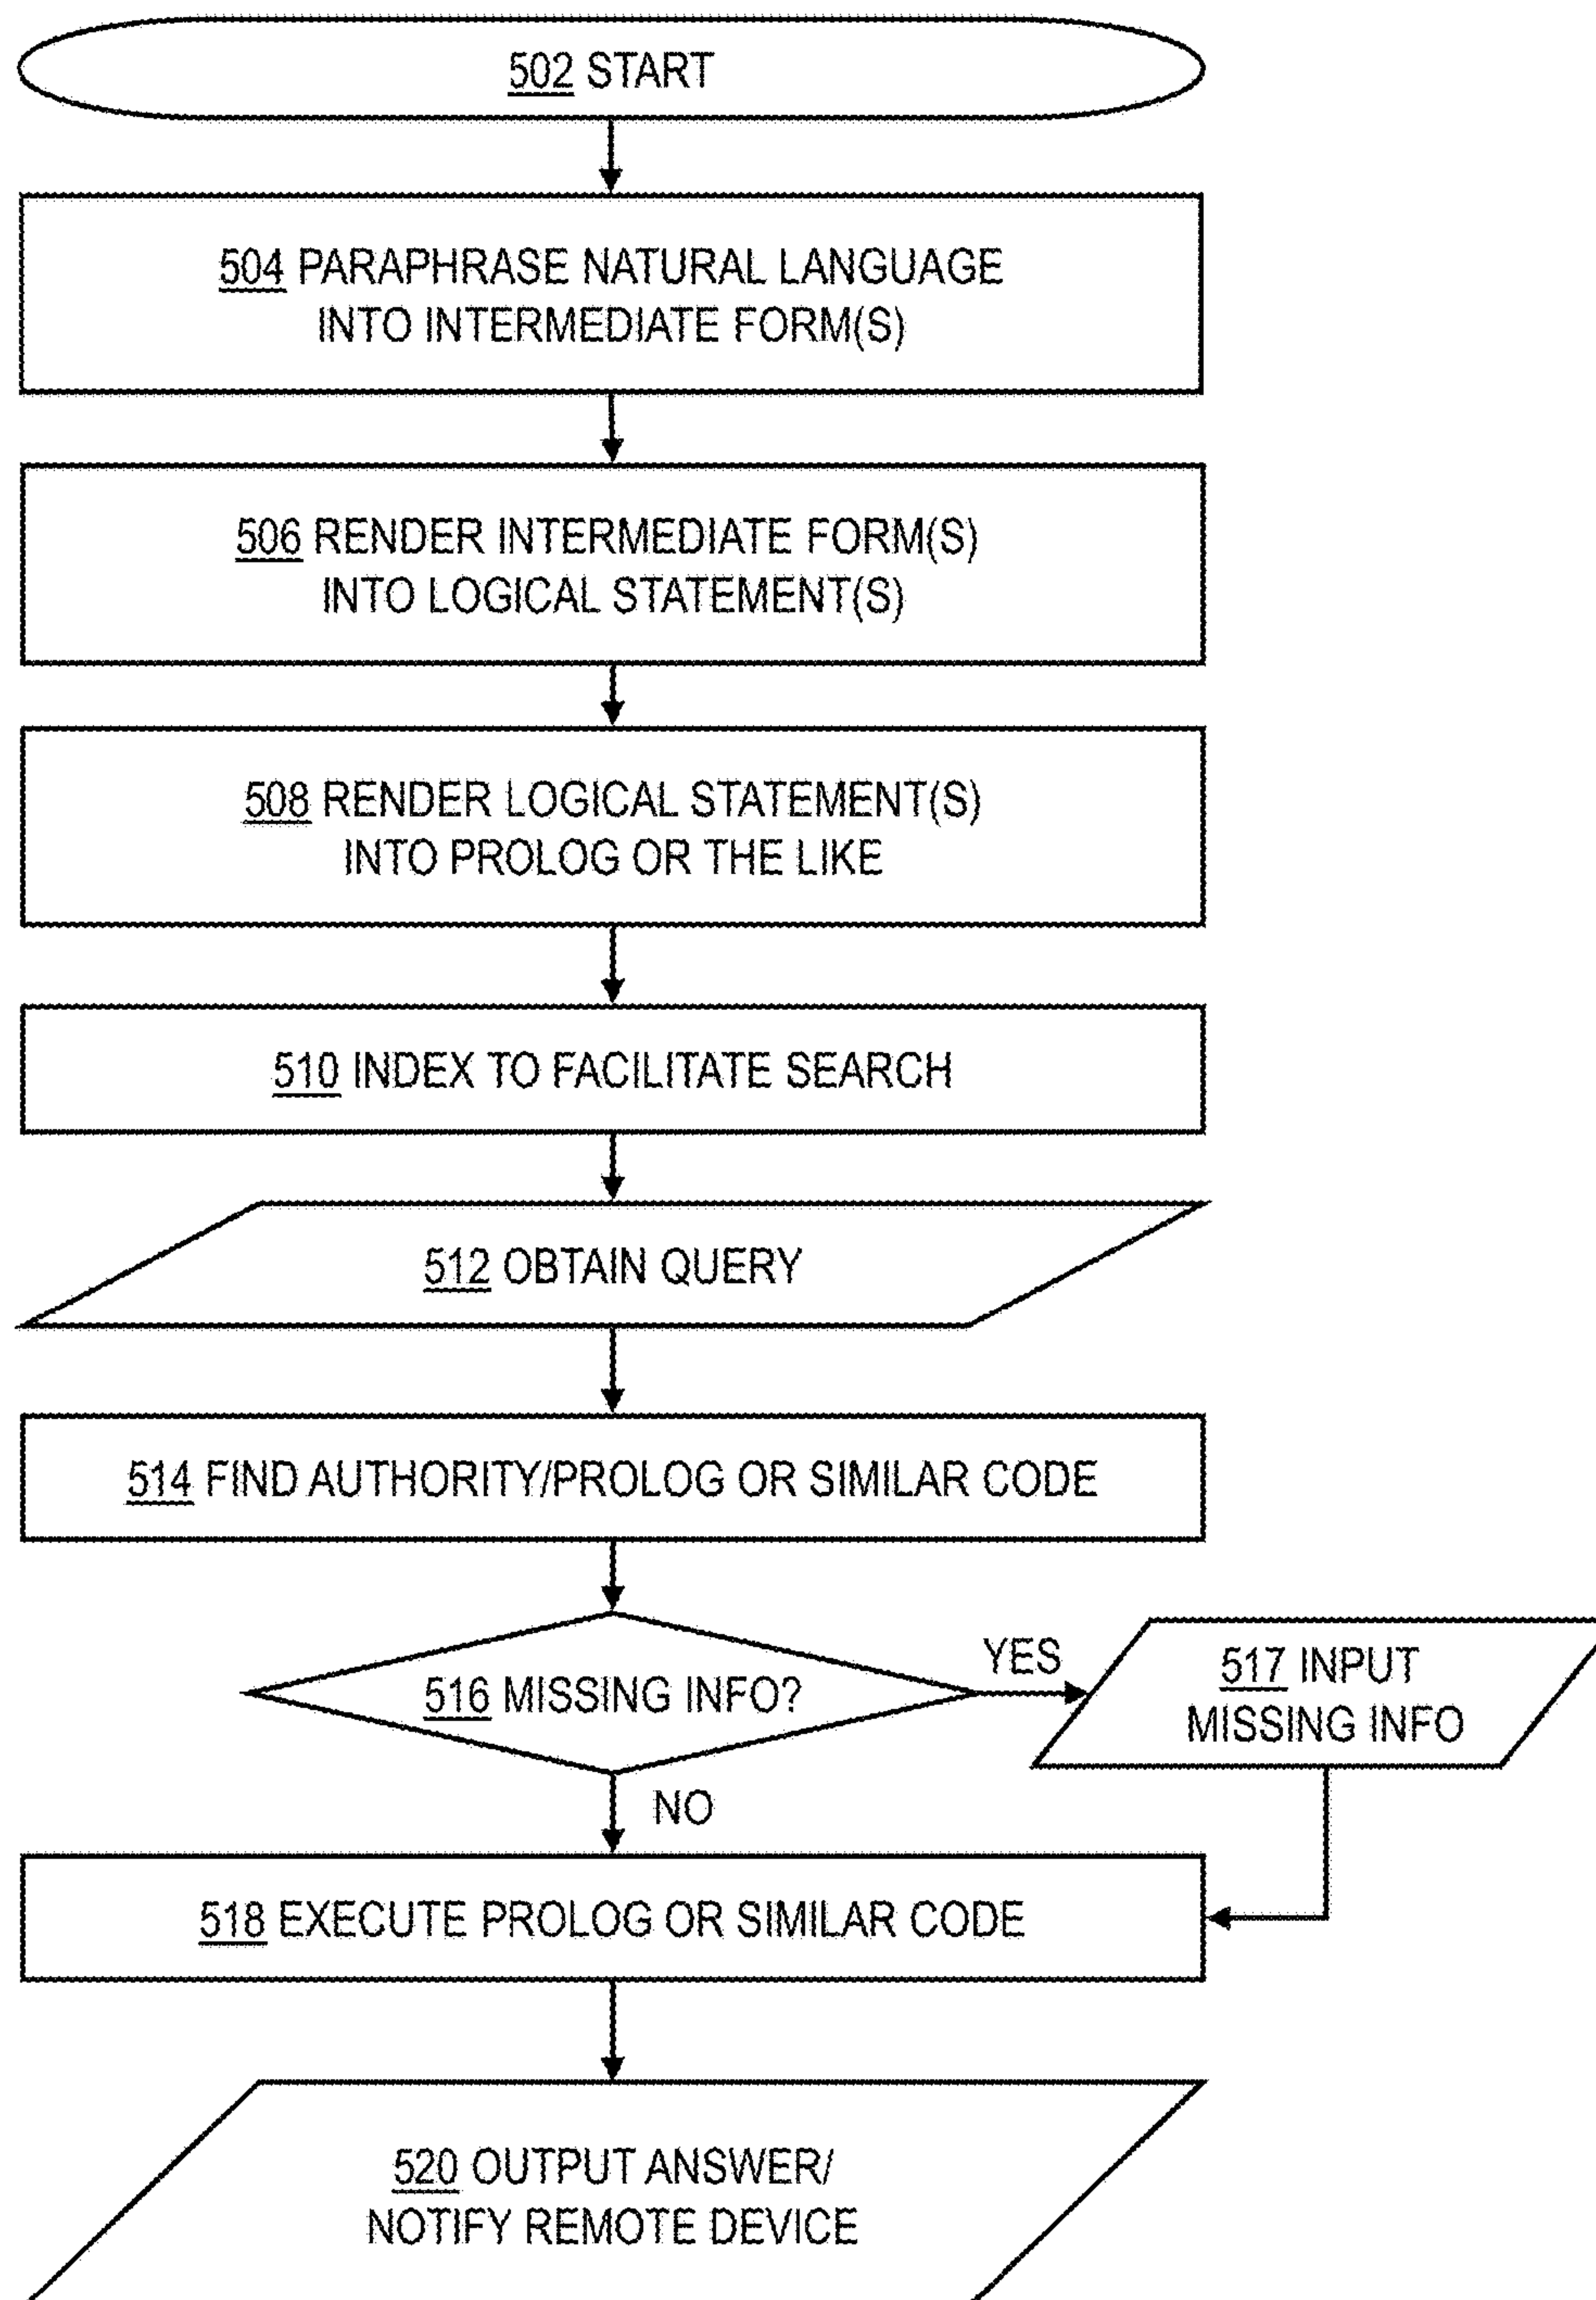 502 START
504 PARAPHRASE NATURAL LANGUAGE
INTO INTERMEDIATE FORM(S)
506 RENDER INTERMEDIATE FORM(S)
INTO LOGICAL STATEMENT(S)
508 RENDER LOGICAL STATEMENT(S)
INTO PROLOG OR THE LIKE
510 INDEX TO FACILITATE SEARCH
512 OBTAIN QUERY
514 FIND AUTHORITY/PROLOG OR SIMILAR CODE
516 MISSING INFO?
YES
517 INPUT
MISSING INFO
NO
518 EXECUTE PROLOG OR SIMILAR CODE
520 OUTPUT ANSWER/
NOTIFY REMOTE DEVICE